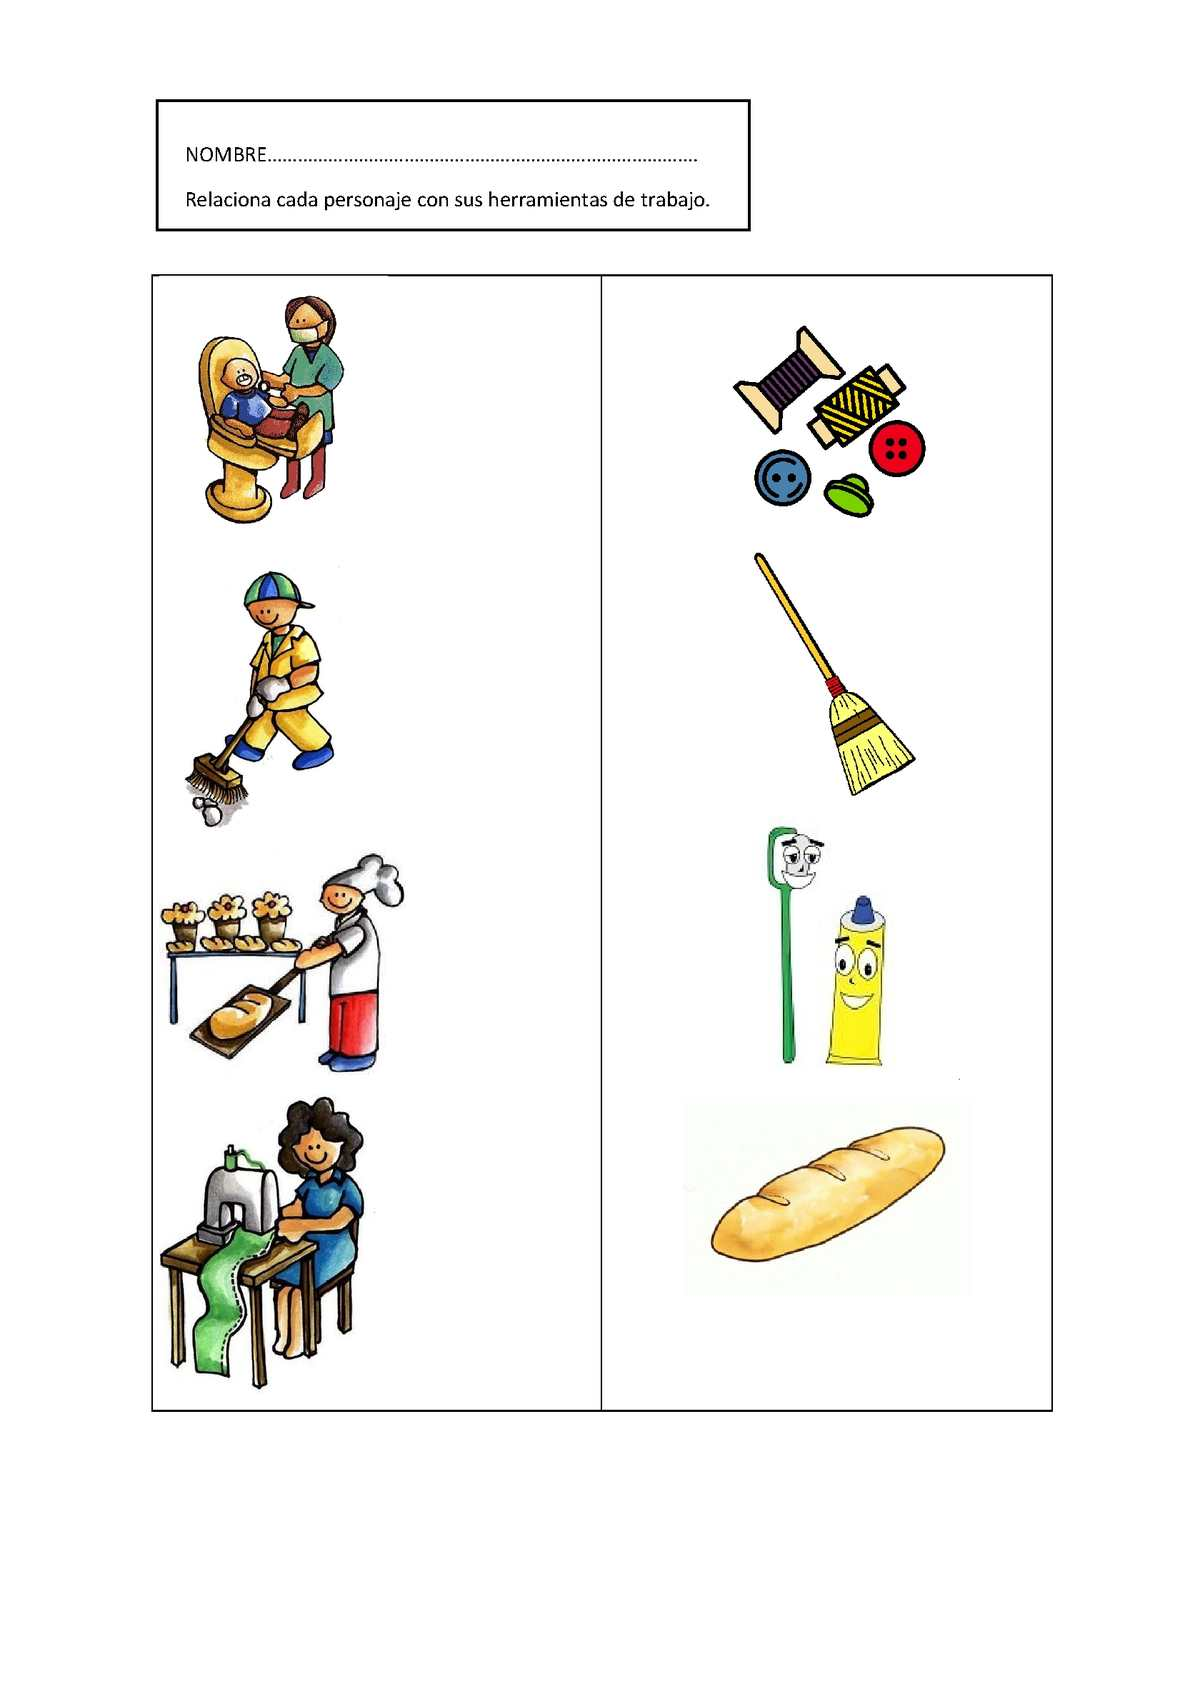 NOMBRE................................................................................
Relaciona cada personaje con sus herramientas de trabajo.